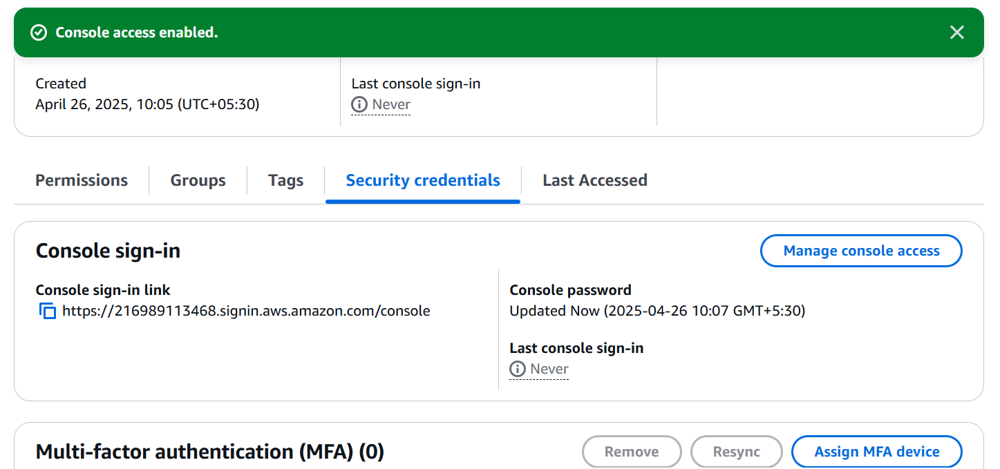 Console access enabled.
Created
April 26, 2025, 10:05 (UTC+05:30)
Last console sign-in
Never
Permissions
Groups
Tags
Security credentials
Last Accessed
Console sign-in
Manage console access
Console sign-in link
https://216989113468.signin.aws.amazon.com/console
Console password
Updated Now (2025-04-26 10:07 GMT+5:30)
Last console sign-in
Never
Multi-factor authentication (MFA) (0)
Remove
Resync
Assign MFA device